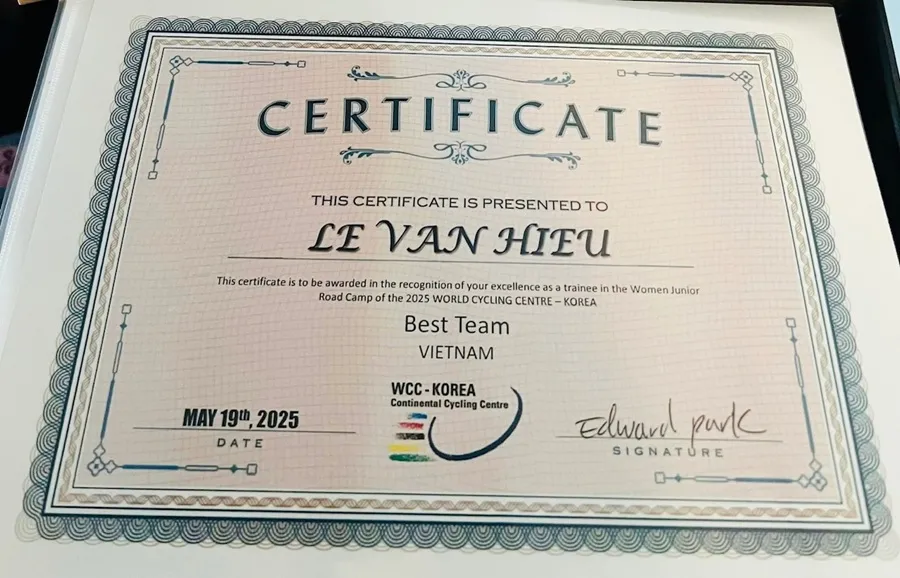 CERTIFICATE
THIS CERTIFICATE IS PRESENTED TO
LE VAN HIEU
This certificate is to be awarded in the recognition of your excellence as a trainee in the Women Junior
Road Camp of the 2025 WORLD CYCLING CENTRE – KOREA
Best Team
VIETNAM
WCC - KOREA
Continental Cycling Centre
MAY 19th, 2025
DATE
Edward park
SIGNATURE